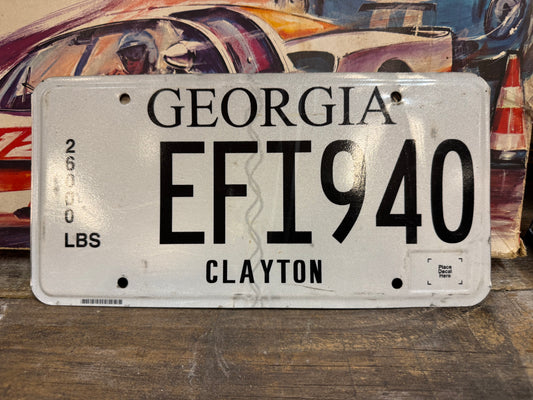 GEORGIA
26000
LBS
EFI940
CLAYTON
Place
Decal
Here